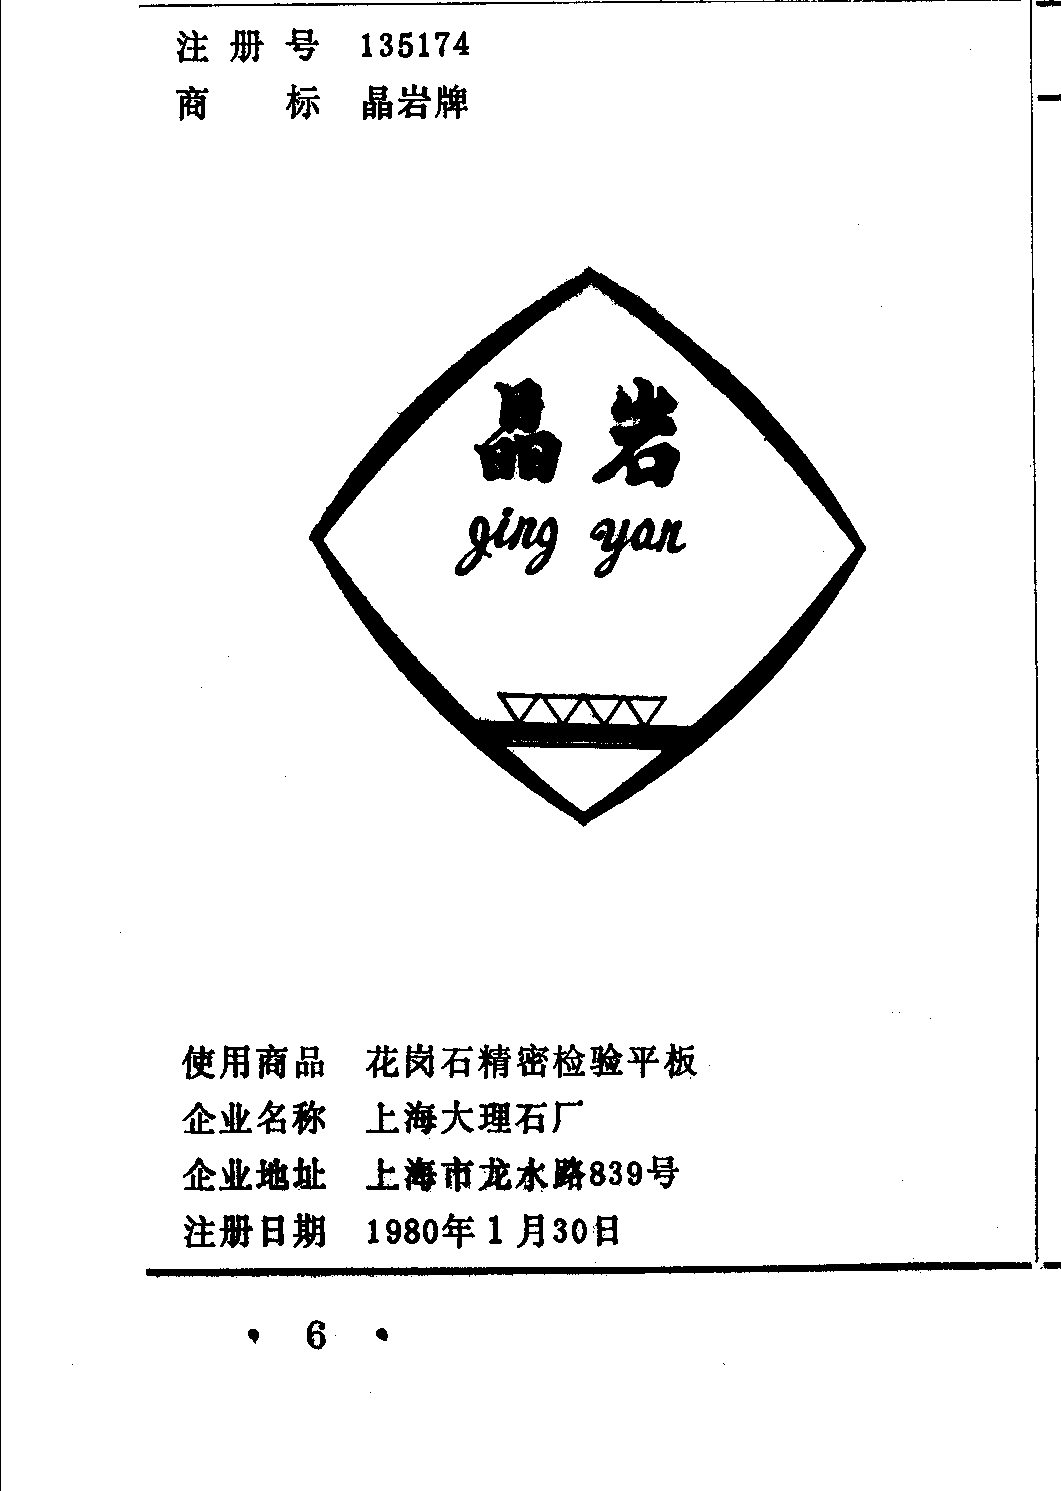 注册号 135174
商标 晶岩牌
晶岩
jing yan
使用商品 花岗石精密检验平板
企业名称 上海大理石厂
企业地址 上海市龙水路839号
注册日期 1980年1月30日
· 6 ·